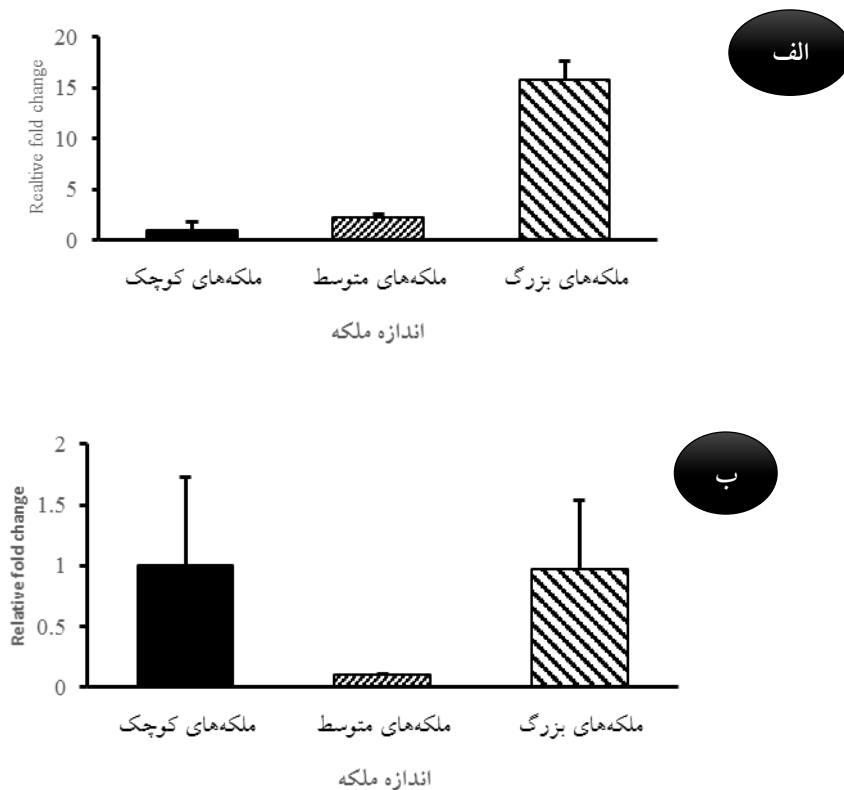 الف
Realtive fold change
20
15
10
5
0
ملکه‌های کوچک
ملکه‌های متوسط
ملکه‌های بزرگ
اندازه ملکه
ب
Relative fold change
2
1.5
1
0.5
0
ملکه‌های کوچک
ملکه‌های متوسط
ملکه‌های بزرگ
اندازه ملکه